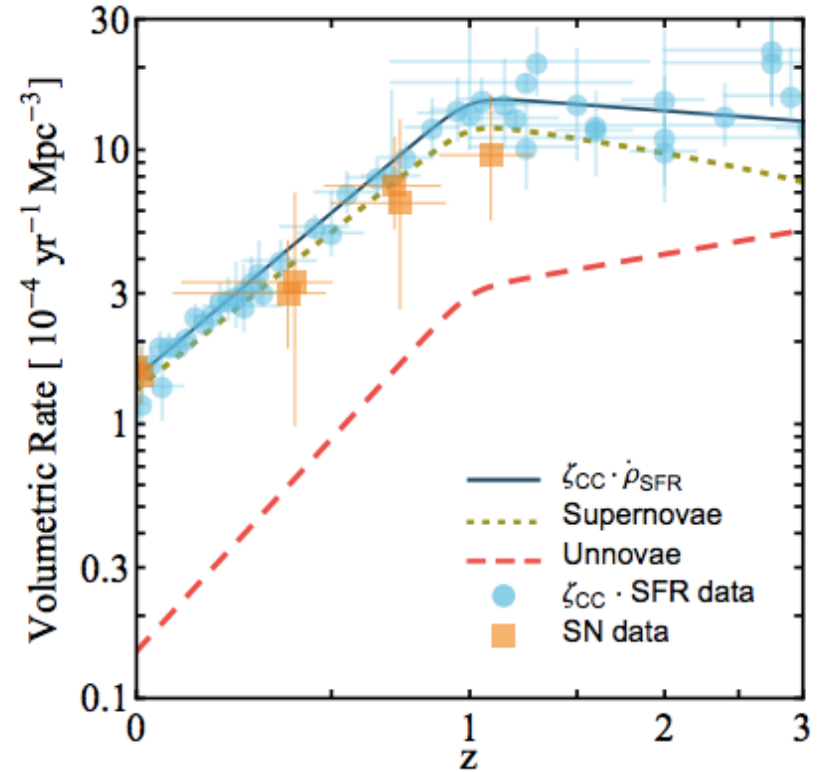 30
10
3
1
0.3
0.1
Volumetric Rate [ 10⁻⁴ yr⁻¹ Mpc⁻³]
ζCC · ρ̇SFR
Supernovae
Unnovae
ζCC · SFR data
SN data
0 1 2 3
z